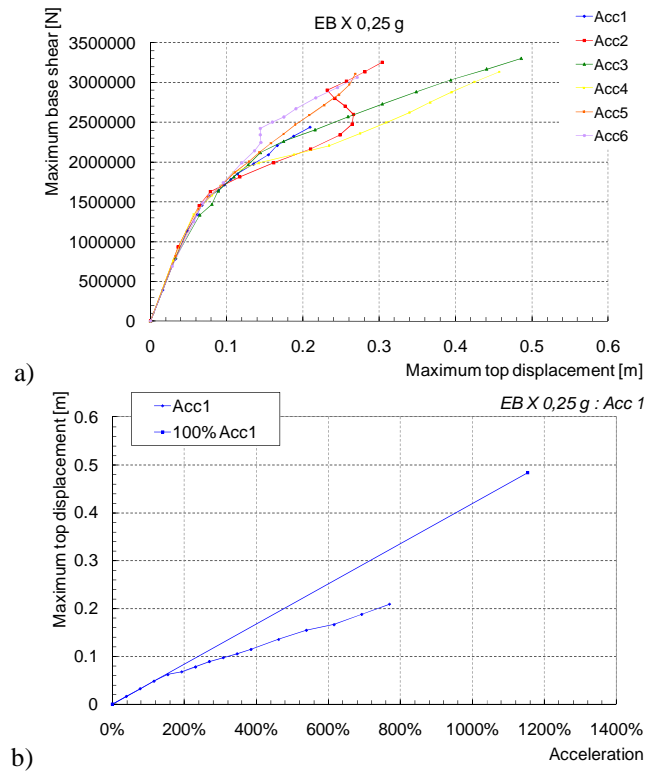 EB X 0,25 g
Maximum base shear [N]
3500000
3000000
2500000
2000000
1500000
1000000
500000
0
0 0.1 0.2 0.3 0.4 0.5 0.6
Maximum top displacement [m]
Acc1
Acc2
Acc3
Acc4
Acc5
Acc6
a)
EB X 0,25 g : Acc 1
Acc1
100% Acc1
Maximum top displacement [m]
0.6
0.5
0.4
0.3
0.2
0.1
0
0% 200% 400% 600% 800% 1000% 1200% 1400%
Acceleration
b)